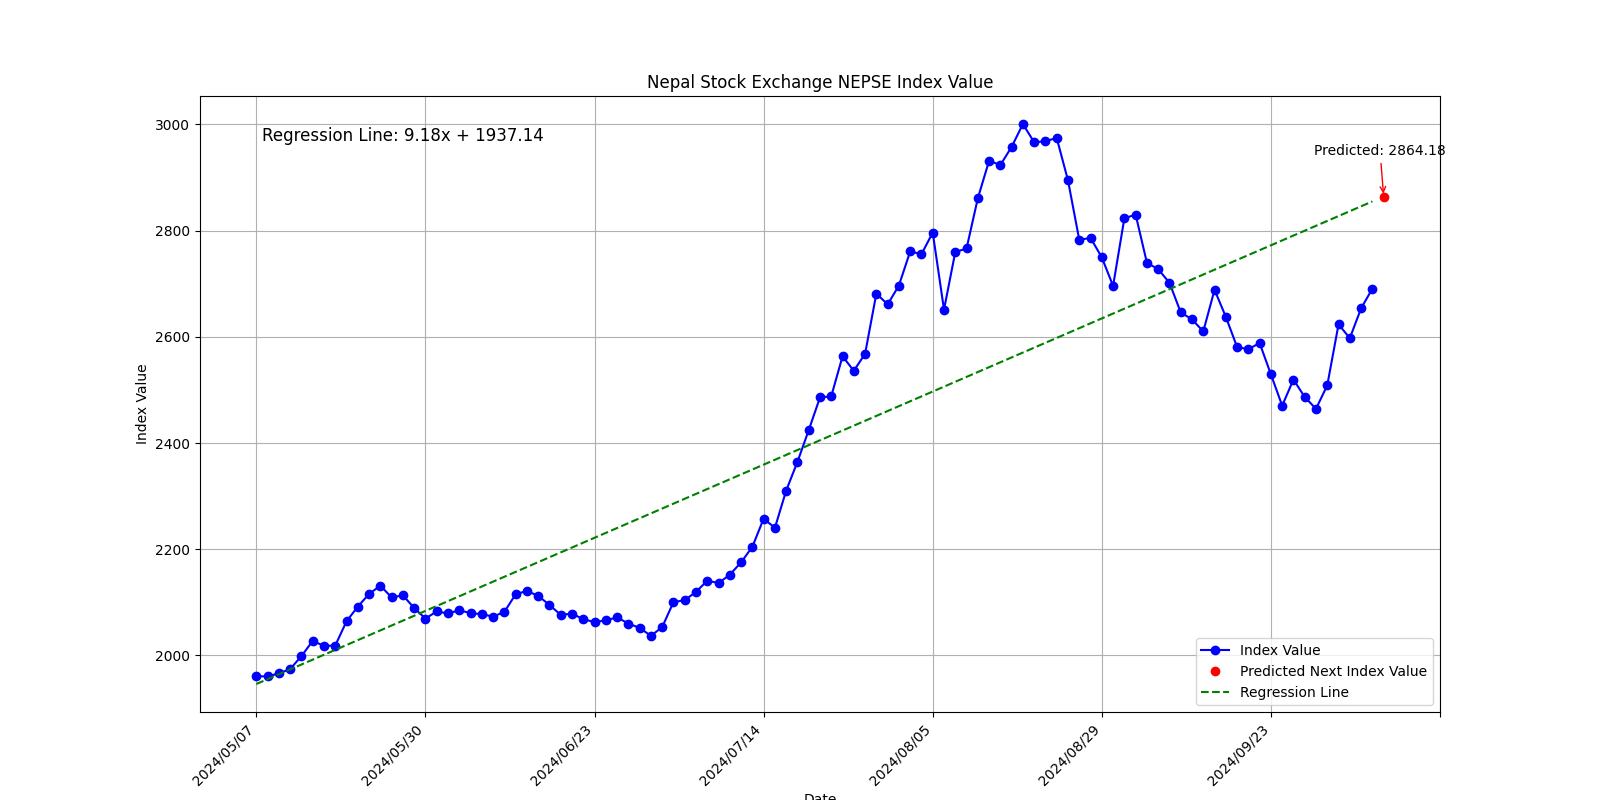 Nepal Stock Exchange NEPSE Index Value
3000
2800
2600
2400
2200
2000
Index Value
Regression Line: 9.18x + 1937.14
Predicted: 2864.18
Index Value
Predicted Next Index Value
Regression Line
2024/05/07
2024/05/30
2024/06/23
2024/07/14
2024/08/05
2024/08/29
2024/09/23
Date